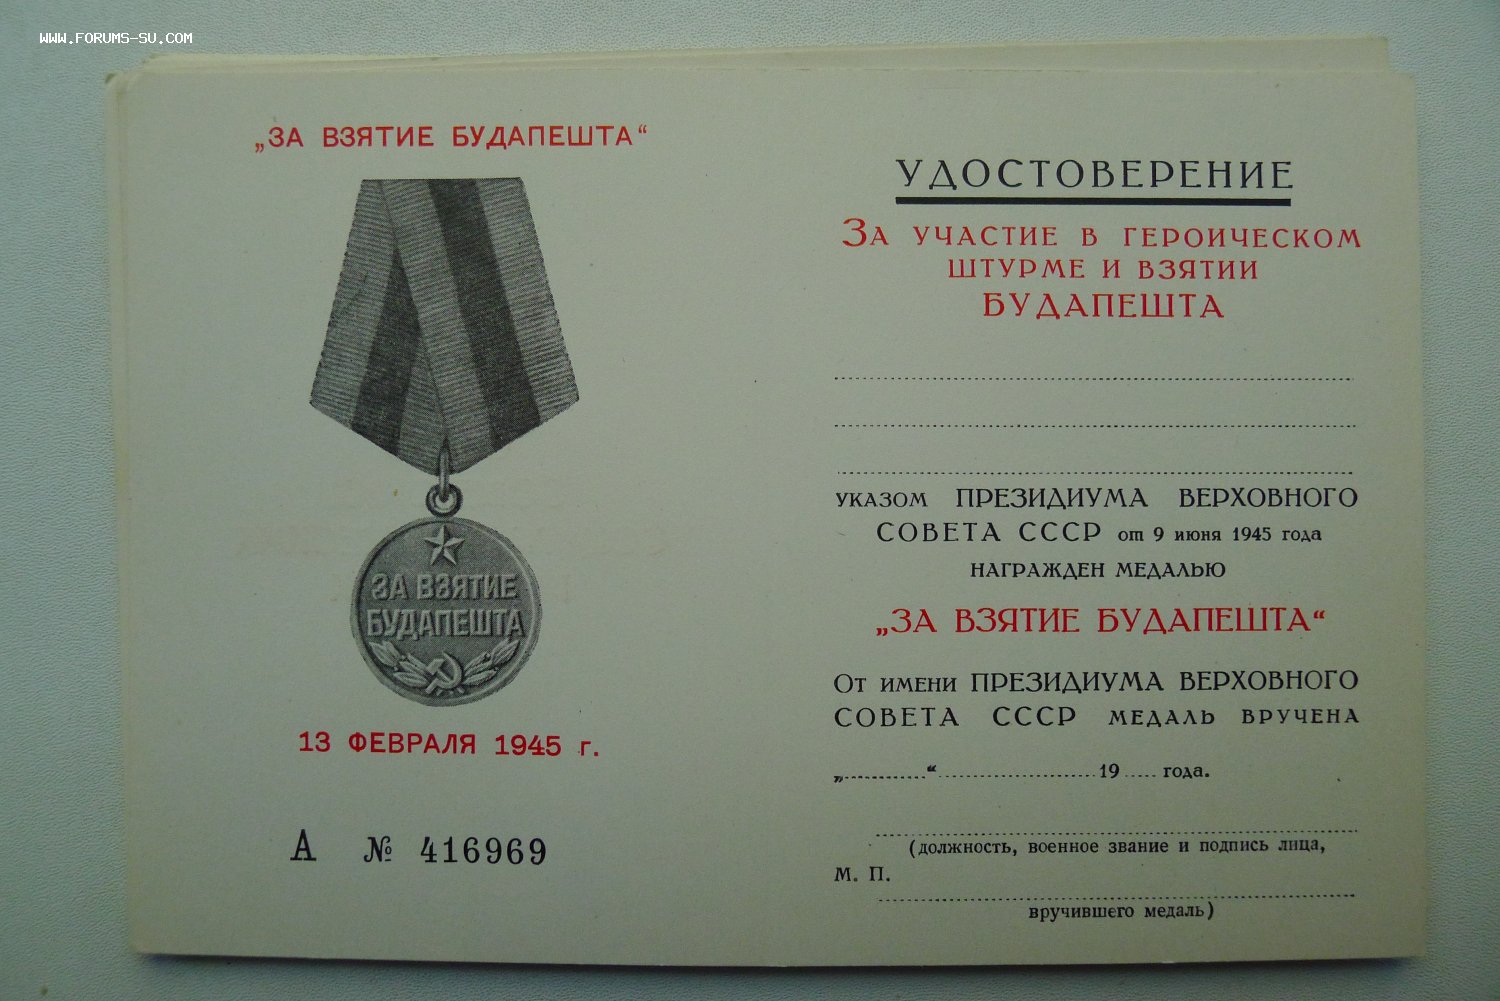 WWW.FORUMS-SU.COM
„ЗА ВЗЯТИЕ БУДАПЕШТА“
ЗА ВЗЯТИЕ
БУДАПЕШТА
13 ФЕВРАЛЯ 1945 г.
А № 416969
УДОСТОВЕРЕНИЕ
ЗА УЧАСТИЕ В ГЕРОИЧЕСКОМ
ШТУРМЕ И ВЗЯТИИ
БУДАПЕШТА
УКАЗОМ ПРЕЗИДИУМА ВЕРХОВНОГО
СОВЕТА СССР от 9 июня 1945 года
НАГРАЖДЕН МЕДАЛЬЮ
„ЗА ВЗЯТИЕ БУДАПЕШТА“
ОТ ИМЕНИ ПРЕЗИДИУМА ВЕРХОВНОГО
СОВЕТА СССР МЕДАЛЬ ВРУЧЕНА
„............“........................19..... года.
(должность, военное звание и подпись лица,
М. П.
вручившего медаль)